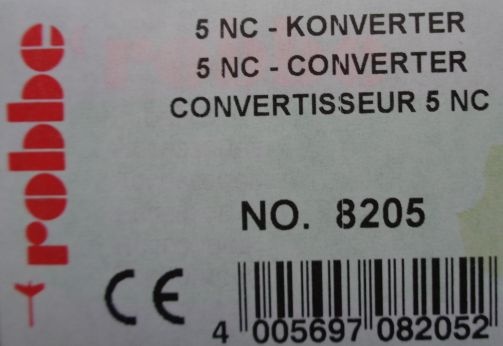 robbe
5 NC - KONVERTER
5 NC - CONVERTER
CONVERTISSEUR 5 NC
NO. 8205
CE
4 005697 082052